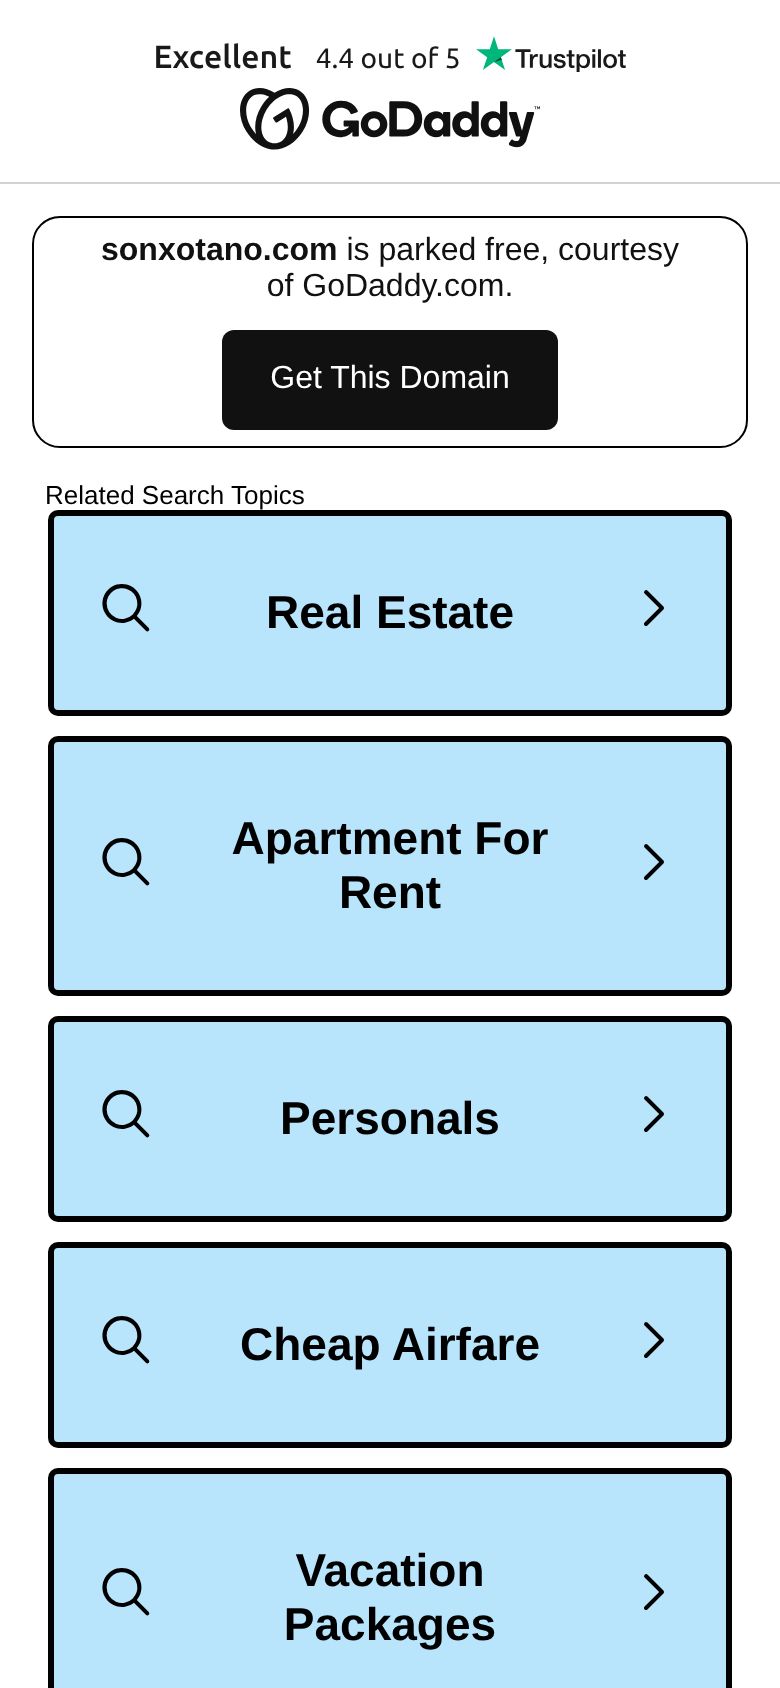 Excellent 4.4 out of 5 Trustpilot
GoDaddy™
sonxotano.com is parked free, courtesy
of GoDaddy.com.
Get This Domain
Related Search Topics
Real Estate
Apartment For
Rent
Personals
Cheap Airfare
Vacation
Packages